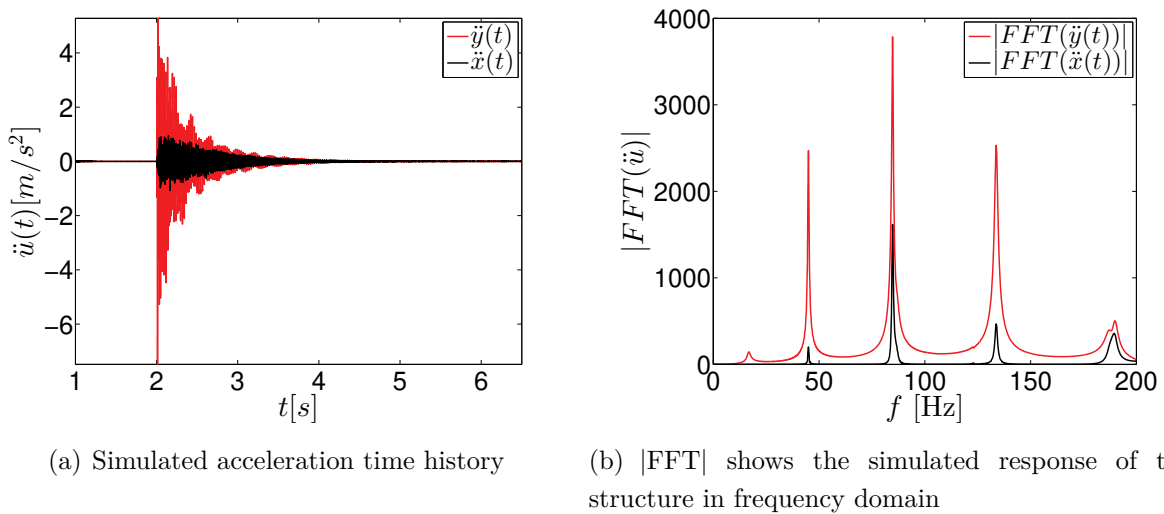 4
2
0
−2
−4
−6
1 2 3 4 5 6
ü(t)[m/s²]
t[s]
ÿ(t)
ẍ(t)
(a) Simulated acceleration time history
4000
3000
2000
1000
0
0 50 100 150 200
|FFT(ü)|
f [Hz]
|FFT(ÿ(t))|
|FFT(ẍ(t))|
(b) |FFT| shows the simulated response of t
structure in frequency domain